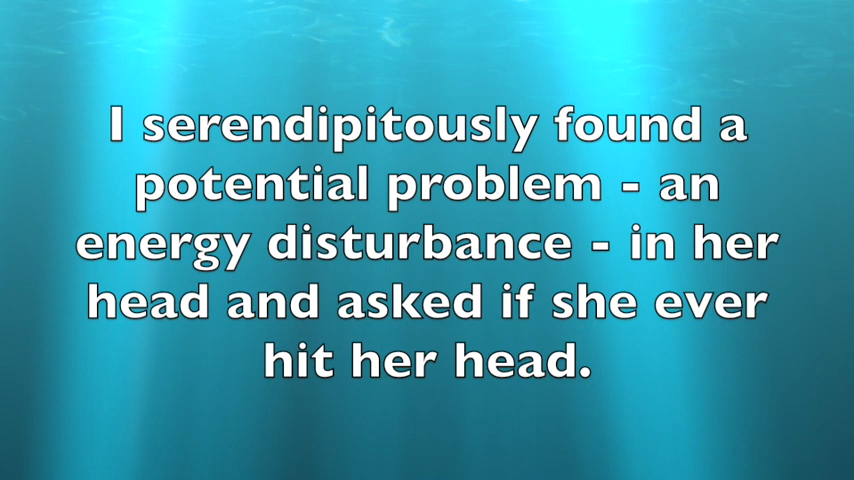 I serendipitously found a
potential problem - an
energy disturbance - in her
head and asked if she ever
hit her head.